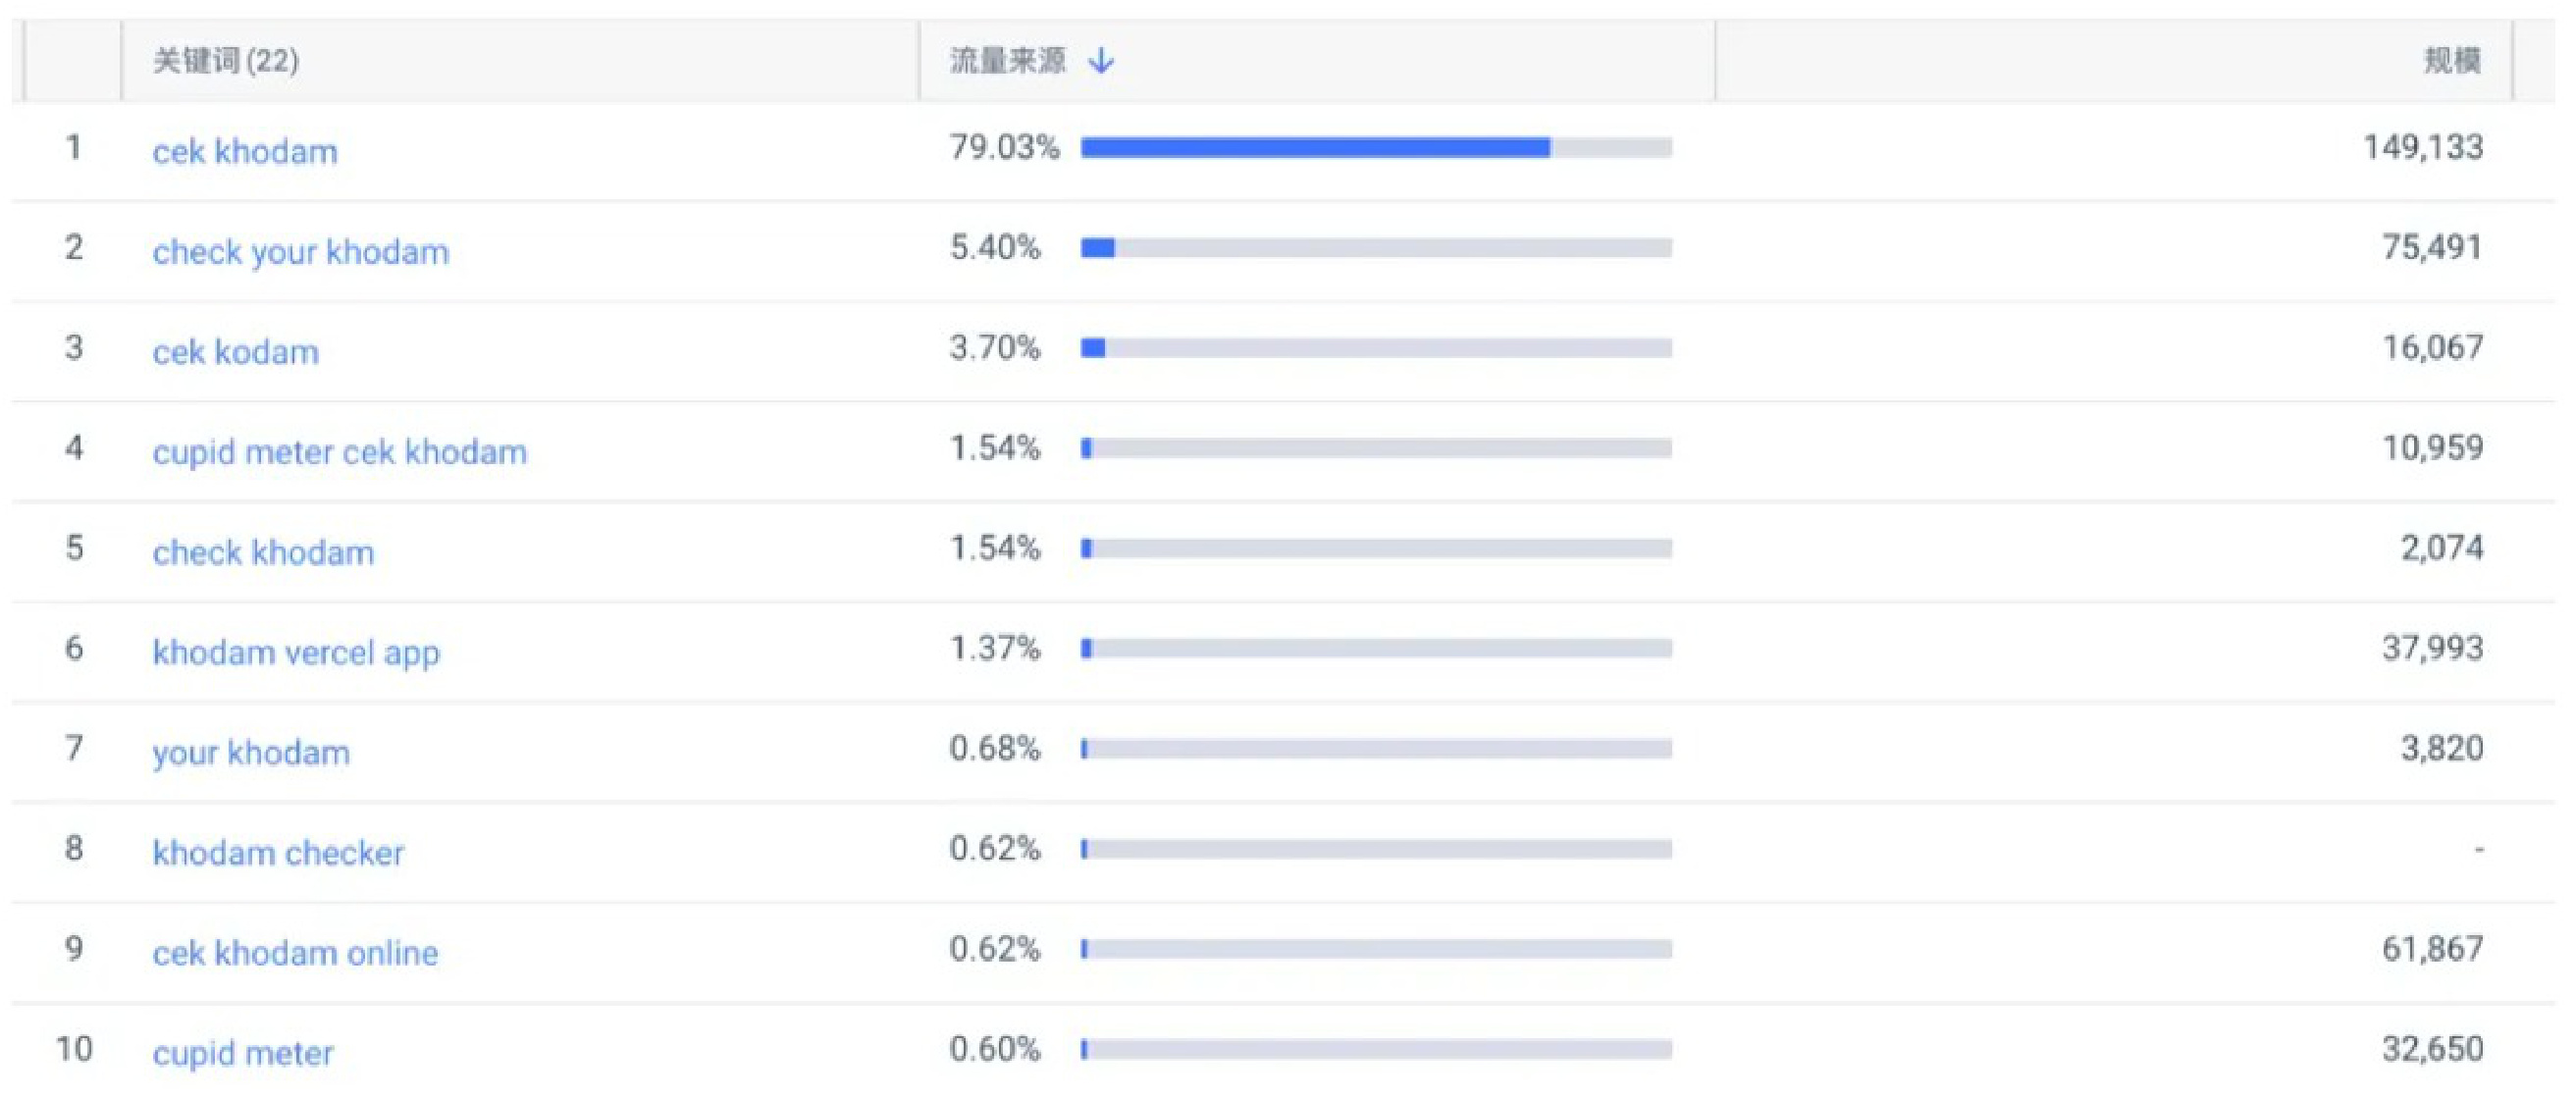 关键词 (22) 流量来源 ↓ 规模
1 cek khodam 79.03% 149,133
2 check your khodam 5.40% 75,491
3 cek kodam 3.70% 16,067
4 cupid meter cek khodam 1.54% 10,959
5 check khodam 1.54% 2,074
6 khodam vercel app 1.37% 37,993
7 your khodam 0.68% 3,820
8 khodam checker 0.62% -
9 cek khodam online 0.62% 61,867
10 cupid meter 0.60% 32,650